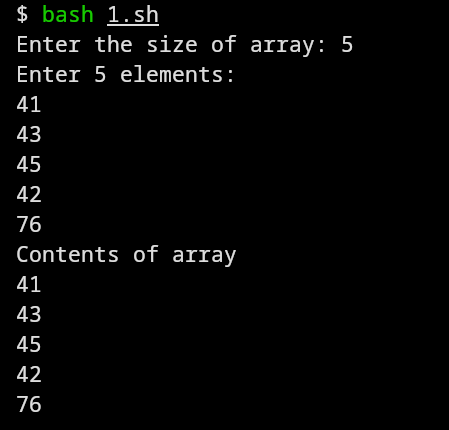 $ bash 1.sh
Enter the size of array: 5
Enter 5 elements:
41
43
45
42
76
Contents of array
41
43
45
42
76